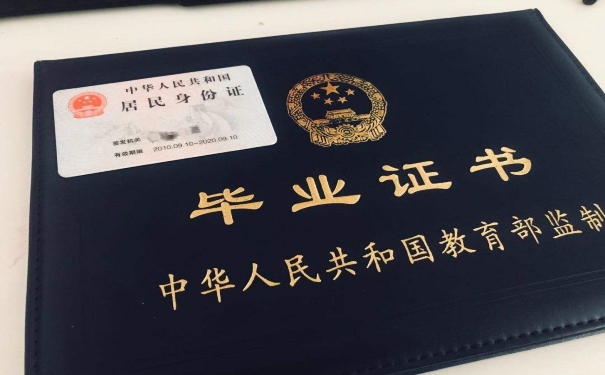 中华人民共和国
居民身份证
签发机关
有效期限 2010.09.10-2020.09.10
毕业证书
中华人民共和国教育部监制